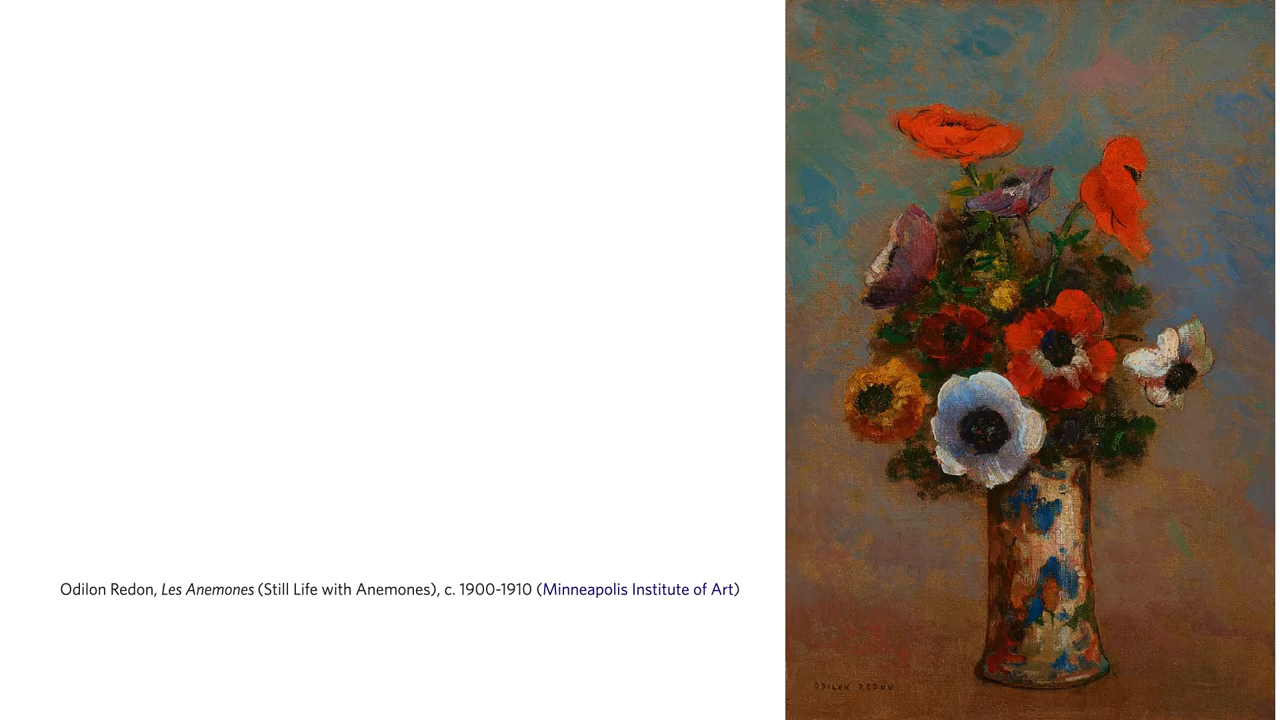 Odilon Redon, Les Anemones (Still Life with Anemones), c. 1900-1910 (Minneapolis Institute of Art)
ODILON REDON